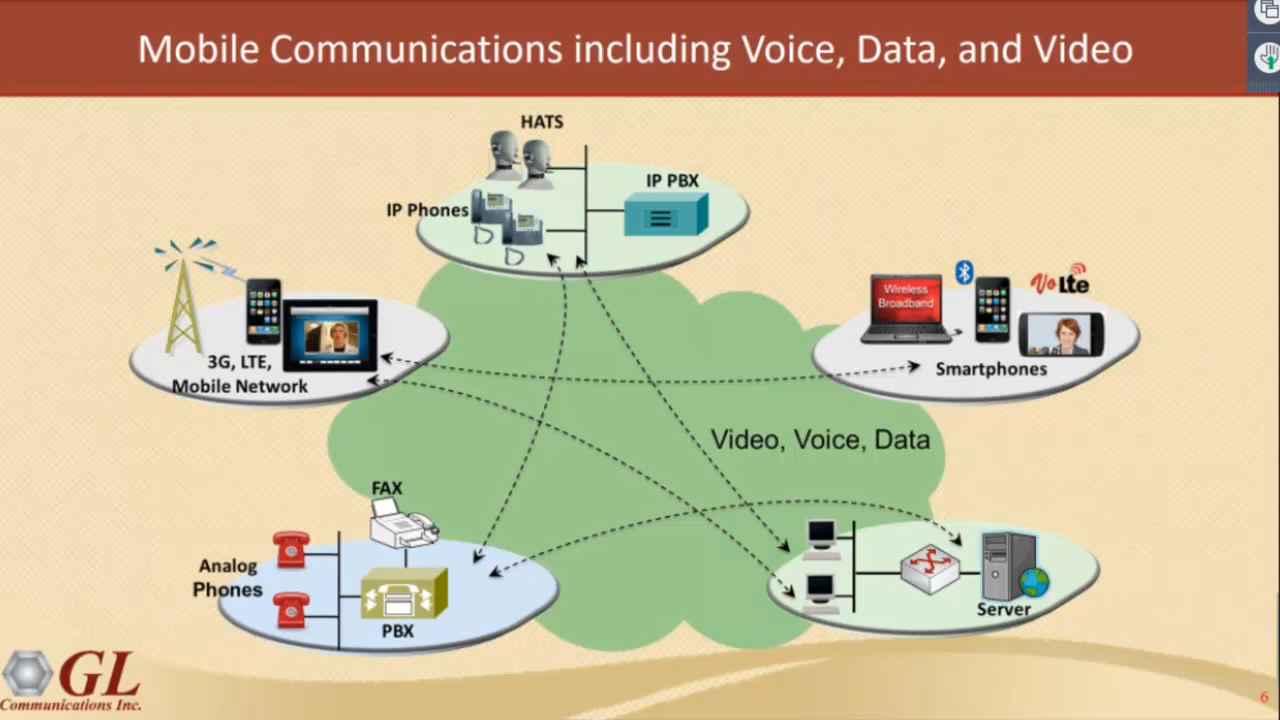 Mobile Communications including Voice, Data, and Video
HATS
IP PBX
IP Phones
Wireless
Broadband
VoLte
3G, LTE,
Mobile Network
Smartphones
Video, Voice, Data
FAX
Analog
Phones
PBX
Server
GL
Communications Inc.
6